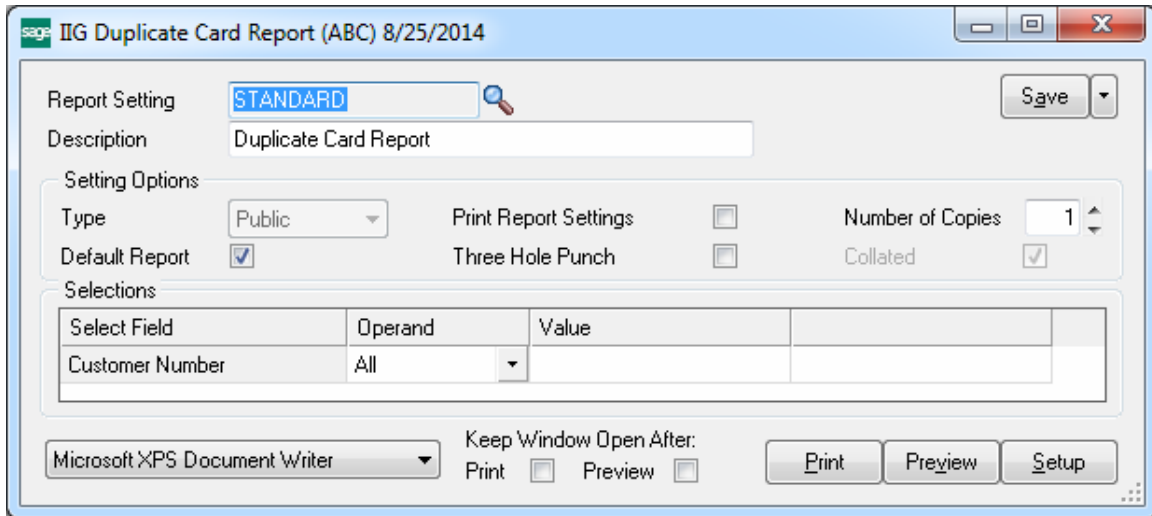 sage IIG Duplicate Card Report (ABC) 8/25/2014
Report Setting STANDARD Save
Description Duplicate Card Report
Setting Options
Type Public Print Report Settings Number of Copies 1
Default Report Three Hole Punch Collated
Selections
Select Field Operand Value
Customer Number All
Keep Window Open After:
Microsoft XPS Document Writer Print Preview Print Preview Setup